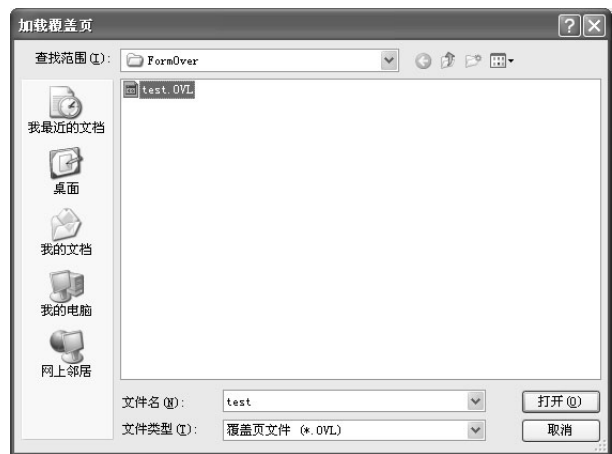 加载覆盖页
查找范围(I):
FormOver
test.OVL
我最近的文档
桌面
我的文档
我的电脑
网上邻居
文件名(N):
test
打开(O)
文件类型(T):
覆盖页文件 (*.OVL)
取消